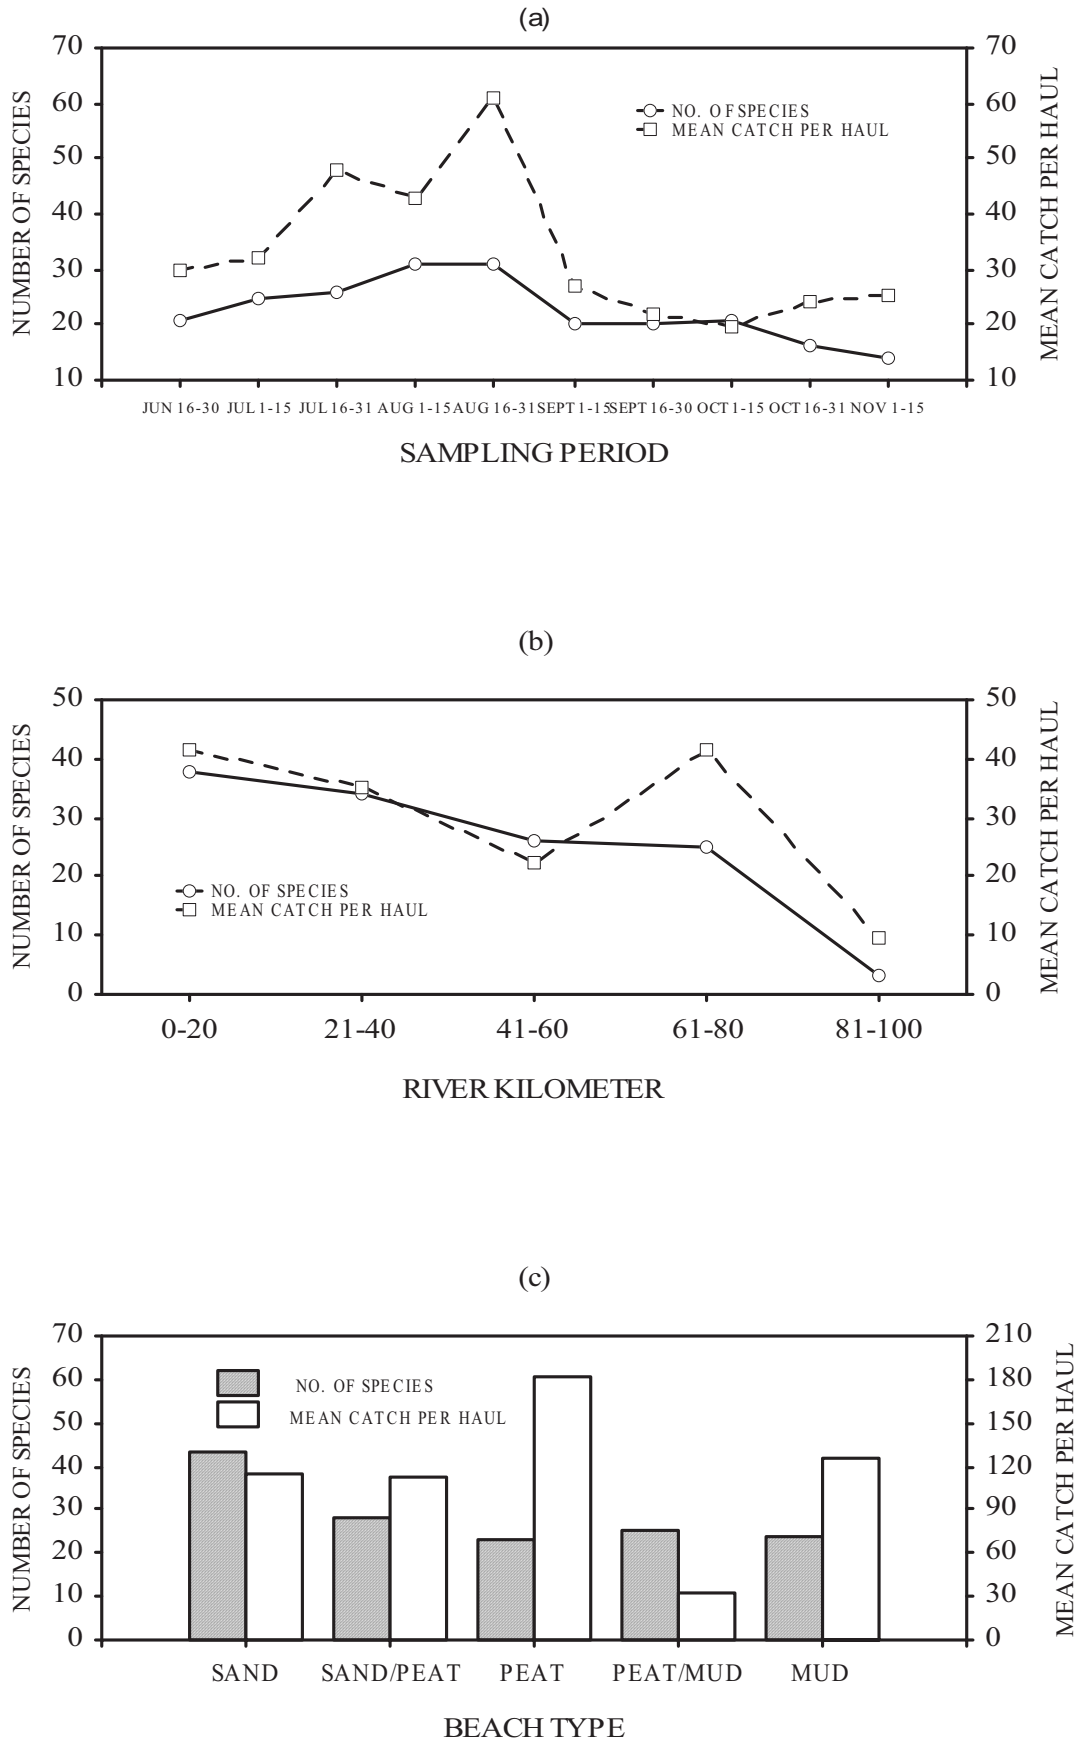 (a)
70 70
60 60
50 50
40 40
30 30
20 20
10 10
NUMBER OF SPECIES
MEAN CATCH PER HAUL
NO. OF SPECIES
MEAN CATCH PER HAUL
JUN 16-30 JUL 1-15 JUL 16-31 AUG 1-15 AUG 16-31 SEPT 1-15 SEPT 16-30 OCT 1-15 OCT 16-31 NOV 1-15
SAMPLING PERIOD
(b)
50 50
40 40
30 30
20 20
10 10
0 0
NUMBER OF SPECIES
MEAN CATCH PER HAUL
NO. OF SPECIES
MEAN CATCH PER HAUL
0-20 21-40 41-60 61-80 81-100
RIVER KILOMETER
(c)
70 210
60 180
50 150
40 120
30 90
20 60
10 30
0 0
NUMBER OF SPECIES
MEAN CATCH PER HAUL
NO. OF SPECIES
MEAN CATCH PER HAUL
SAND SAND/PEAT PEAT PEAT/MUD MUD
BEACH TYPE